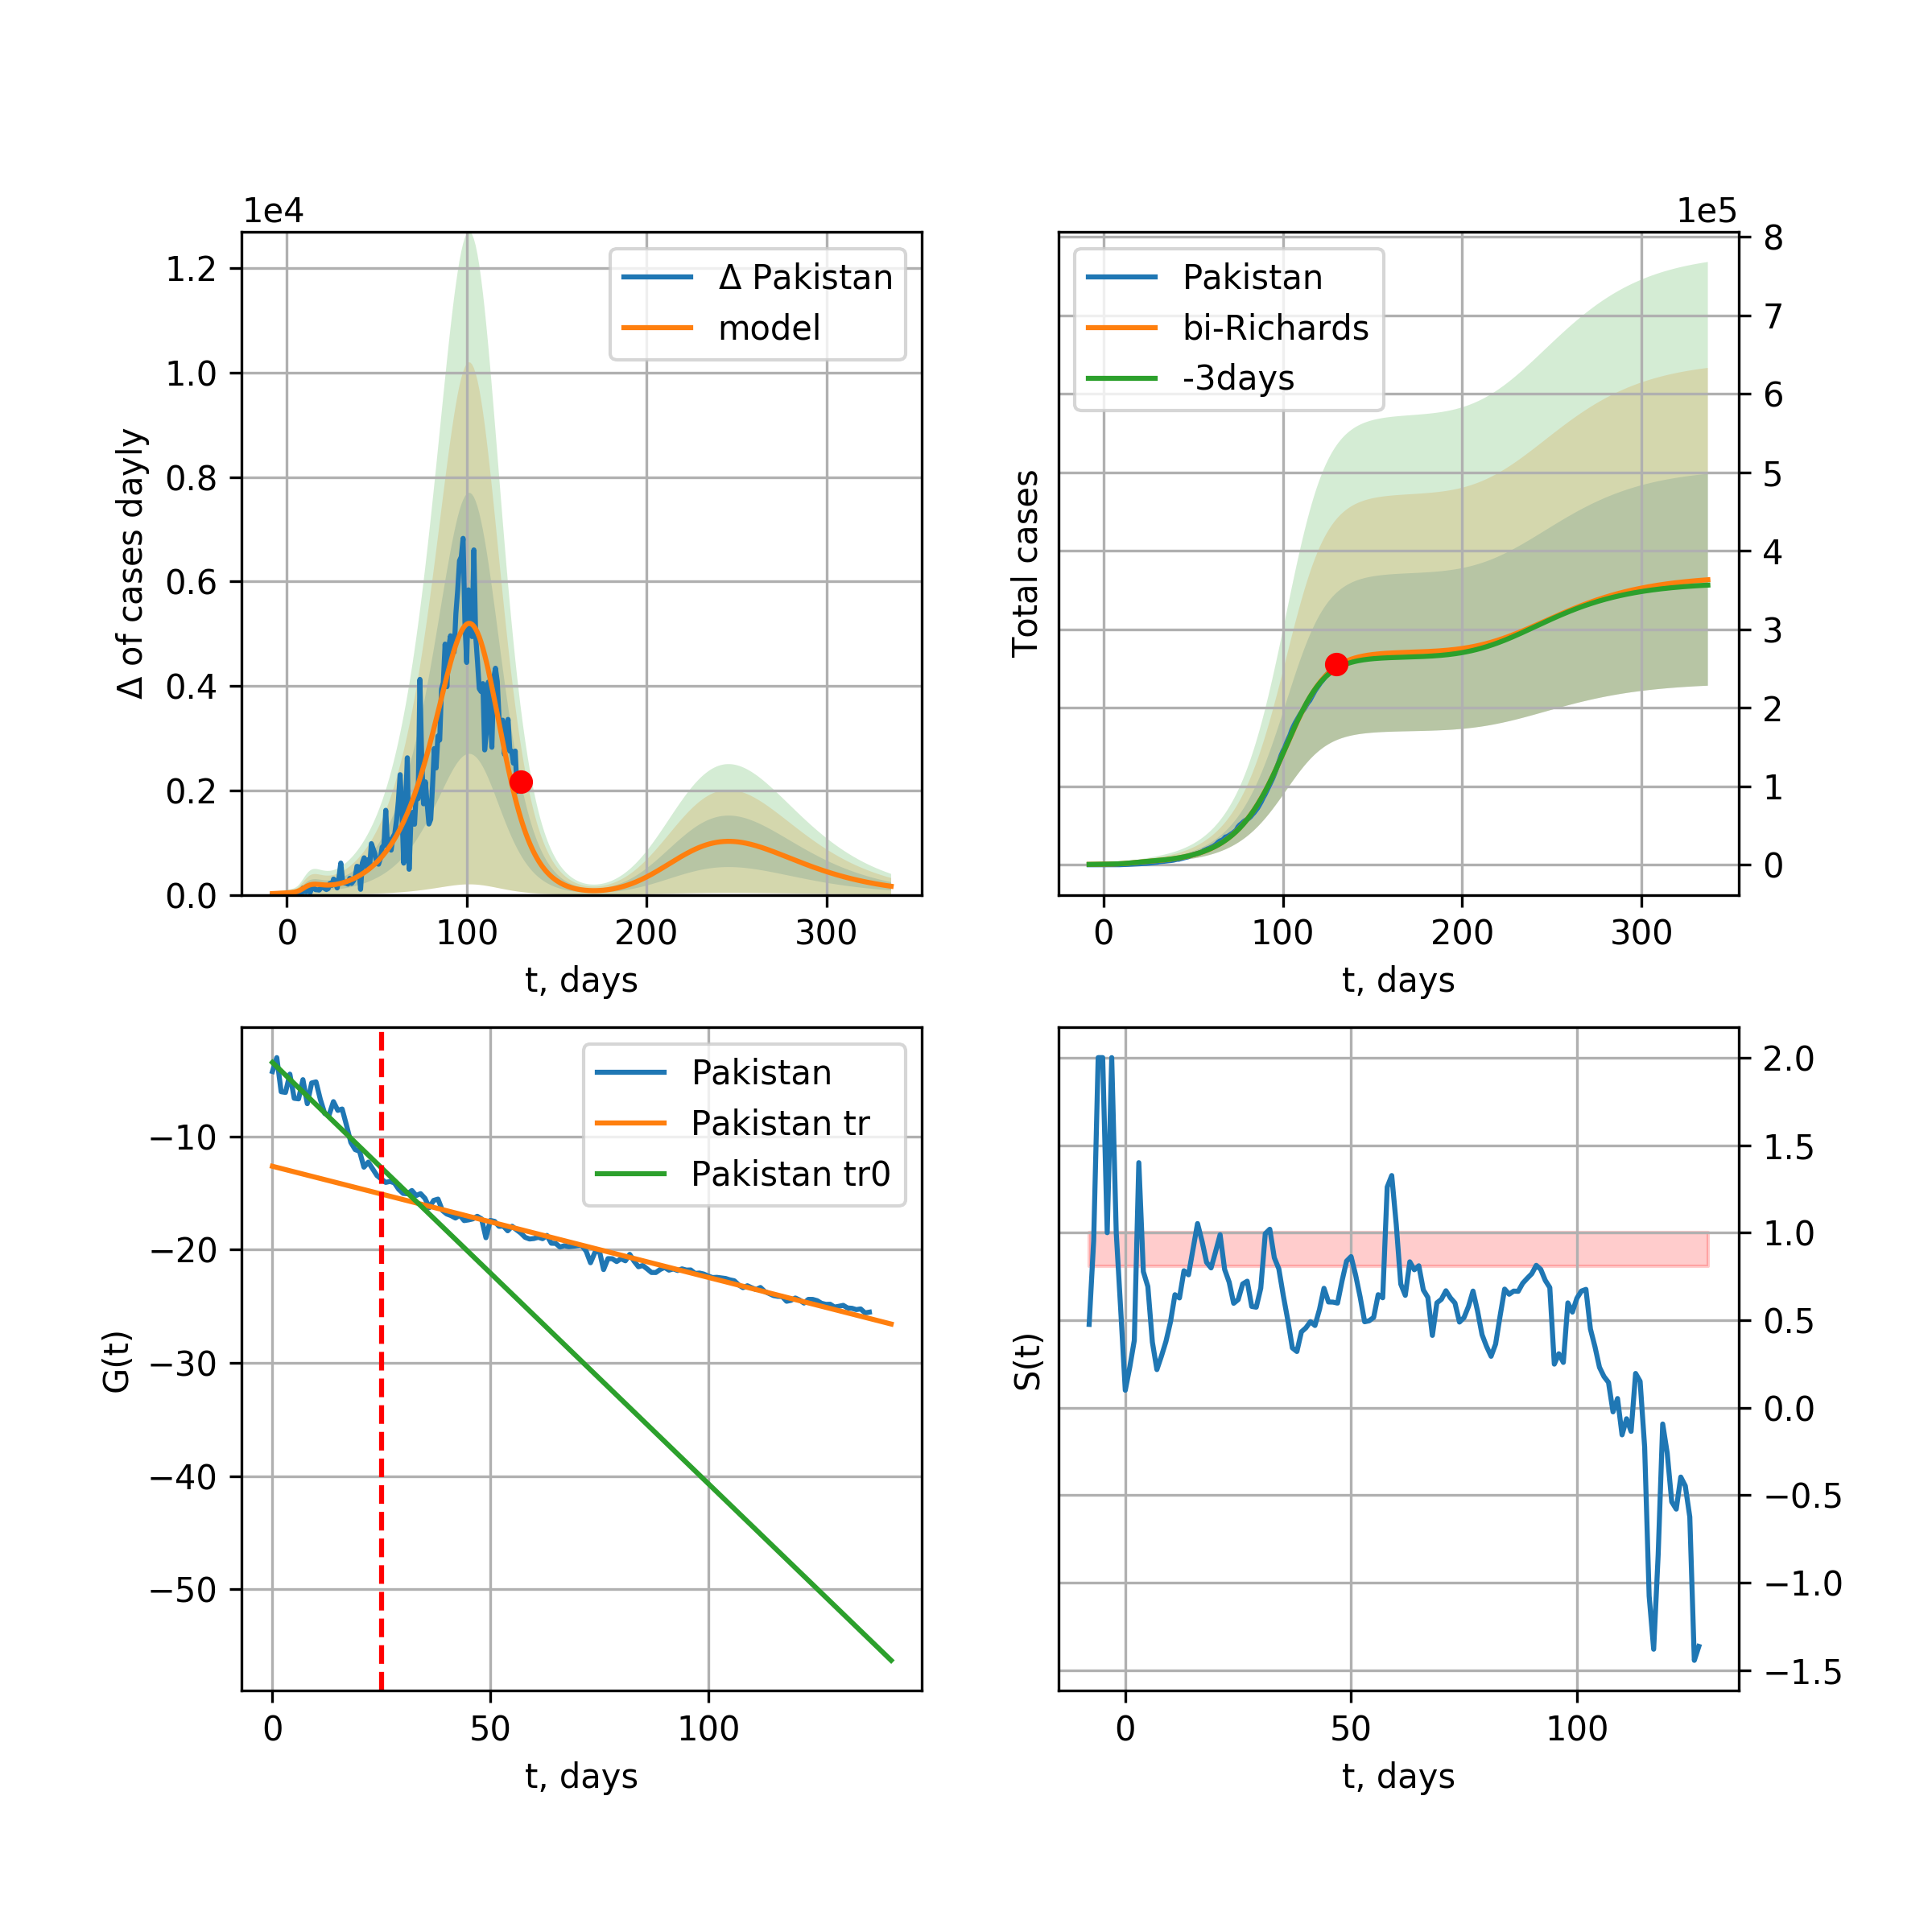 1e4
1.2
1.0
0.8
0.6
0.4
0.2
0.0
Δ of cases dayly
Δ Pakistan
model
0 100 200 300
t, days
1e5
8
7
6
5
4
3
2
1
0
Total cases
Pakistan
bi-Richards
-3days
0 100 200 300
t, days
−10
−20
−30
−40
−50
G(t)
Pakistan
Pakistan tr
Pakistan tr0
0 50 100
t, days
2.0
1.5
1.0
0.5
0.0
−0.5
−1.0
−1.5
S(t)
0 50 100
t, days